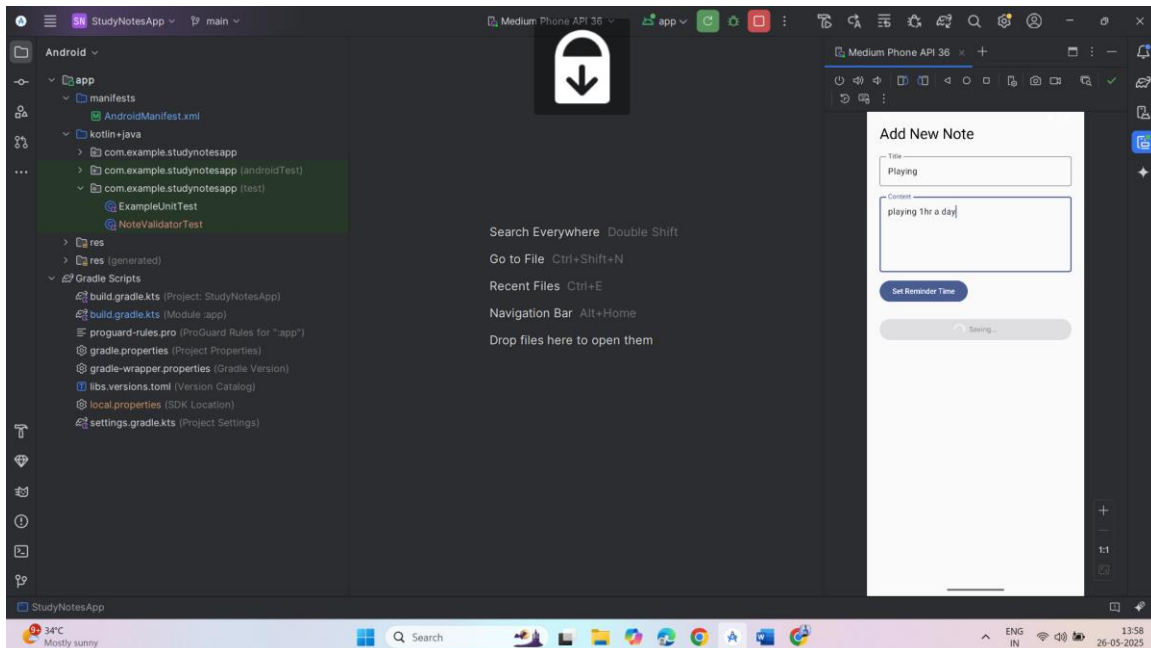 SN StudyNotesApp main Medium Phone API 36 app
Android
app
manifests
AndroidManifest.xml
kotlin+java
com.example.studynotesapp
com.example.studynotesapp (androidTest)
com.example.studynotesapp (test)
ExampleUnitTest
NoteValidatorTest
res
res (generated)
Gradle Scripts
build.gradle.kts (Project: StudyNotesApp)
build.gradle.kts (Module :app)
proguard-rules.pro (ProGuard Rules for ":app")
gradle.properties (Project Properties)
gradle-wrapper.properties (Gradle Version)
libs.versions.toml (Version Catalog)
local.properties (SDK Location)
settings.gradle.kts (Project Settings)
Search Everywhere Double Shift
Go to File Ctrl+Shift+N
Recent Files Ctrl+E
Navigation Bar Alt+Home
Drop files here to open them
Medium Phone API 36
Add New Note
Title
Playing
Content
playing 1hr a day
Set Reminder Time
Saving...
1:1
StudyNotesApp
9+
34°C
Mostly sunny
Search
ENG
IN
13:58
26-05-2025